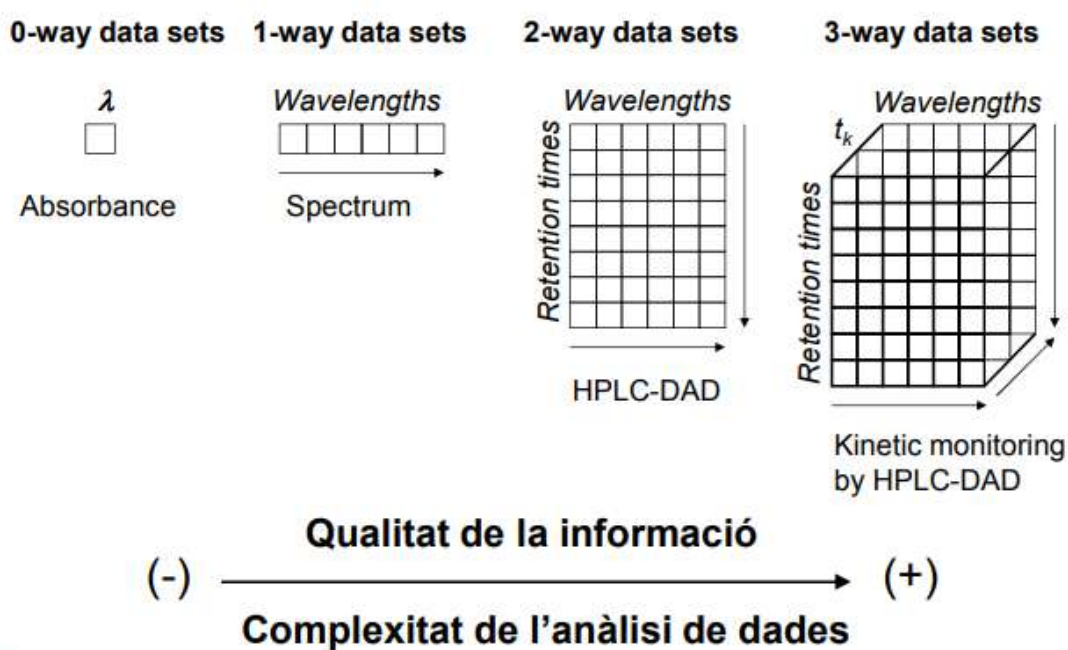 0-way data sets
1-way data sets
2-way data sets
3-way data sets
λ
Absorbance
Wavelengths
Spectrum
Wavelengths
Retention times
HPLC-DAD
Wavelengths
tₖ
Retention times
Kinetic monitoring
by HPLC-DAD
Qualitat de la informació
(-)
(+)
Complexitat de l'anàlisi de dades